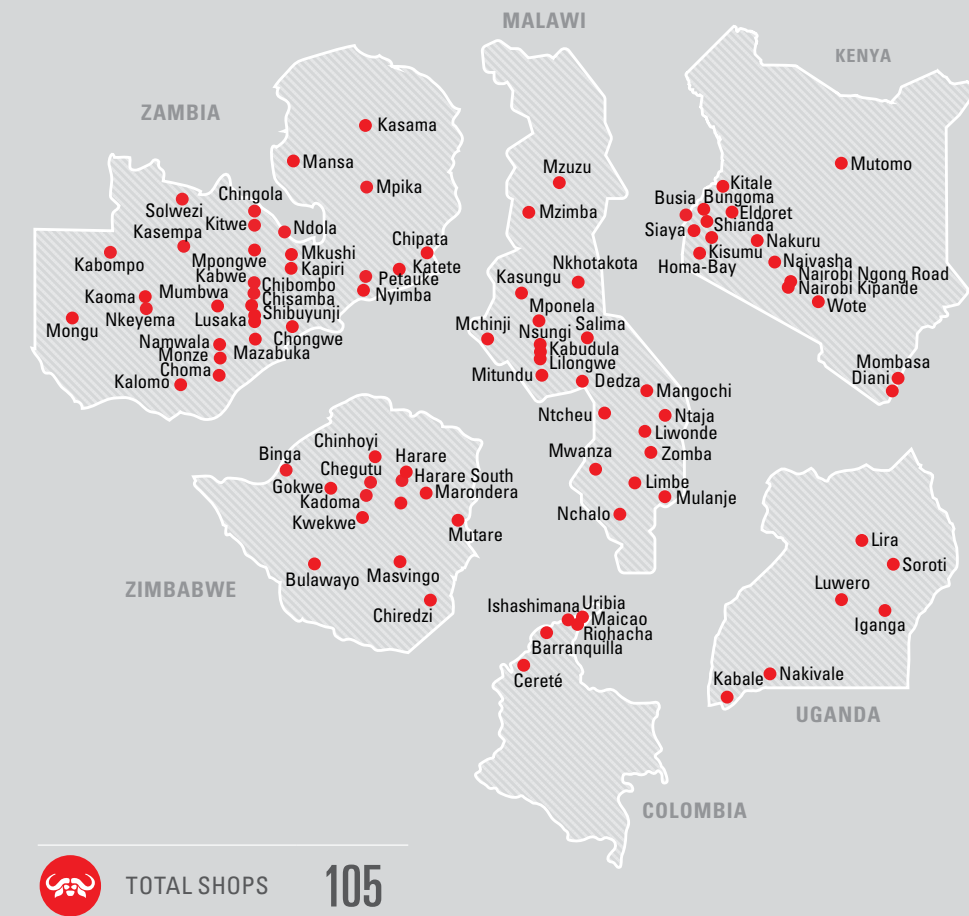 MALAWI
KENYA
ZAMBIA
Kasama
Mansa
Mpika
Solwezi
Chingola
Kitwe
Ndola
Kasempa
Kabompo
Mpongwe
Mkushi
Kapiri
Chipata
Katete
Petauke
Nyimba
Kabwe
Chibombo
Chisamba
Shibuyunji
Kaoma
Mumbwa
Nkeyema
Lusaka
Mongu
Chongwe
Namwala
Mazabuka
Monze
Choma
Kalomo
Mzuzu
Mzimba
Nkhotakota
Kasungu
Mponela
Mchinji
Nsungi
Salima
Kabudula
Lilongwe
Mitundu
Dedza
Mangochi
Ntcheu
Ntaja
Liwonde
Mwanza
Zomba
Limbe
Mulanje
Nchalo
Mutomo
Kitale
Busia
Bungoma
Eldoret
Siaya
Shianda
Kisumu
Nakuru
Homa-Bay
Naivasha
Nairobi Ngong Road
Nairobi Kipande
Wote
Mombasa
Diani
Chinhoyi
Binga
Harare
Chegutu
Harare South
Gokwe
Marondera
Kadoma
Kwekwe
Mutare
Bulawayo
Masvingo
Chiredzi
ZIMBABWE
Ishashimana
Uribia
Maicao
Riohacha
Barranquilla
Cereté
COLOMBIA
Lira
Soroti
Luwero
Iganga
Kabale
Nakivale
UGANDA
TOTAL SHOPS 105